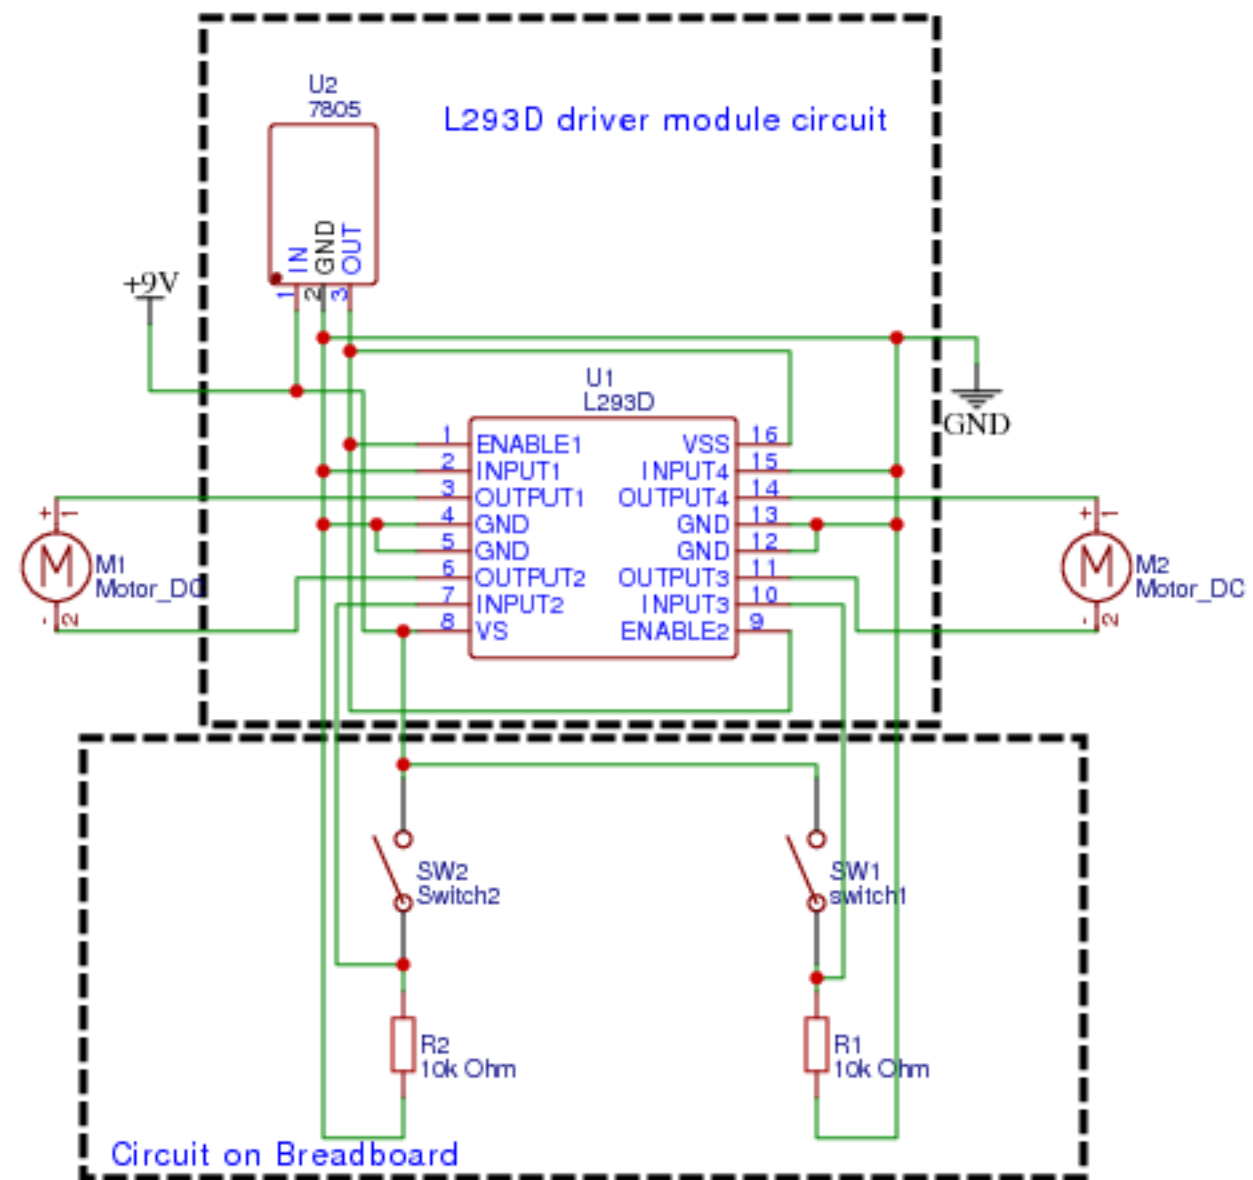 U2
7805
L293D driver module circuit
IN
GND
OUT
1
2
3
+9V
U1
L293D
GND
1 ENABLE1 VSS 16
2 INPUT1 INPUT4 15
3 OUTPUT1 OUTPUT4 14
4 GND GND 13
5 GND GND 12
6 OUTPUT2 OUTPUT3 11
7 INPUT2 INPUT3 10
8 VS ENABLE2 9
+ 1
M M1
Motor_DC
- 2
+ 1
M M2
Motor_DC
- 2
SW2
Switch2
SW1
switch1
R2
10k Ohm
R1
10k Ohm
Circuit on Breadboard